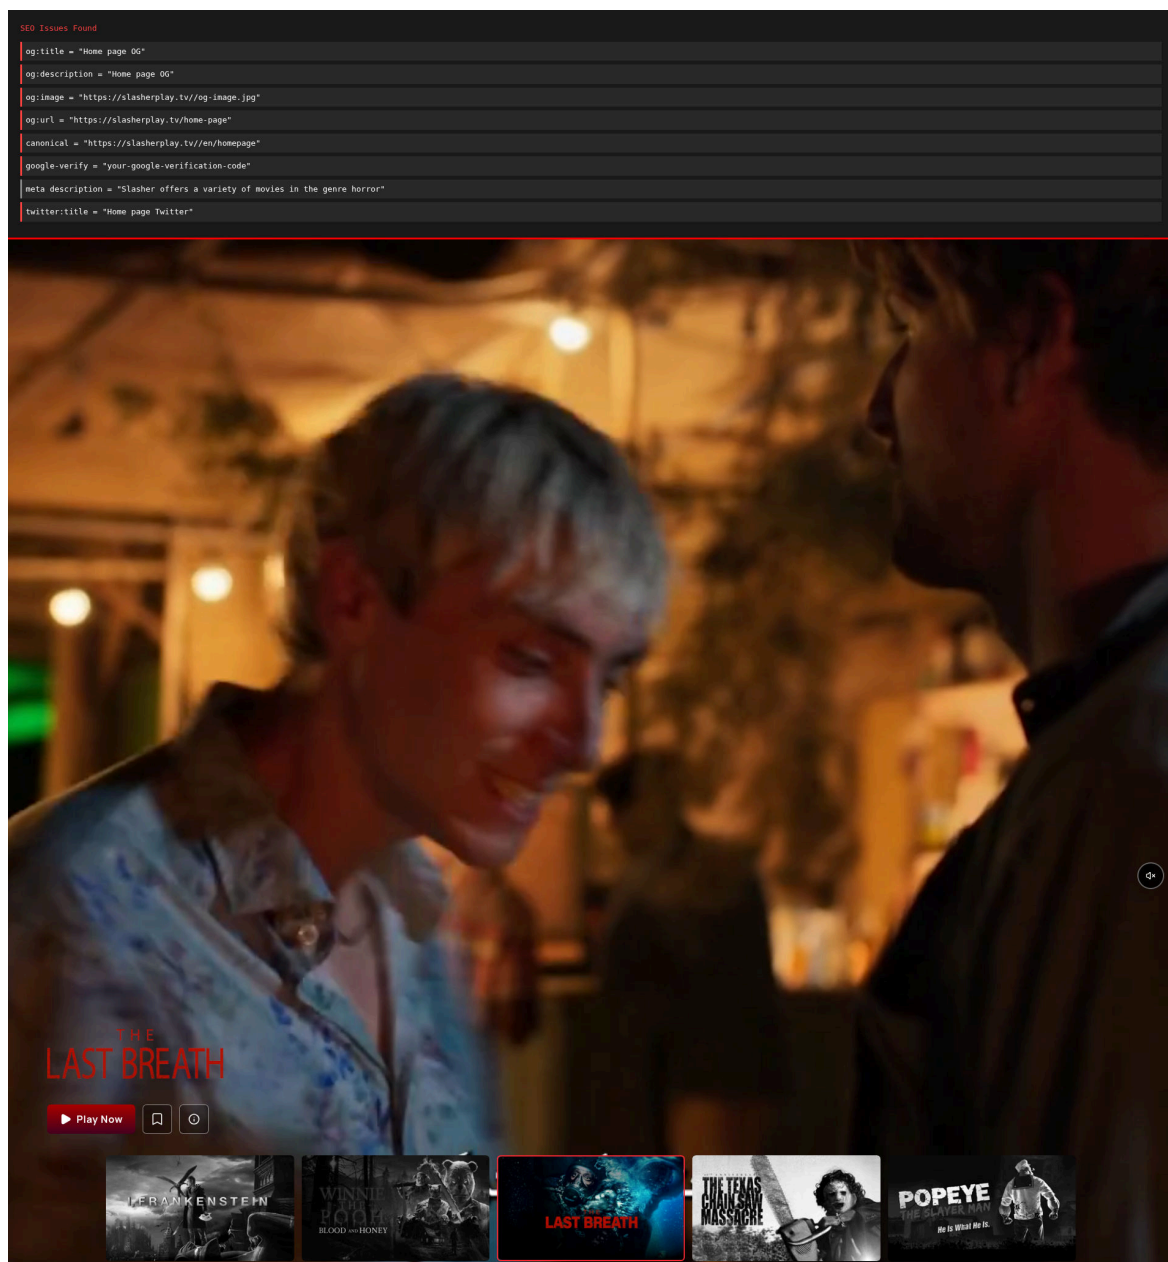 SEO Issues Found
og:title = "Home page OG"
og:description = "Home page OG"
og:image = "https://slasherplay.tv//og-image.jpg"
og:url = "https://slasherplay.tv/home-page"
canonical = "https://slasherplay.tv//en/homepage"
google-verify = "your-google-verification-code"
meta description = "Slasher offers a variety of movies in the genre horror"
twitter:title = "Home page Twitter"
THE
LAST BREATH
Play Now
I, FRANKENSTEIN
WINNIE
THE
POOH
BLOOD AND HONEY
LAST BREATH
THE TEXAS
CHAIN SAW
MASSACRE
POPEYE
THE SLAYER MAN
He Is What He Is.